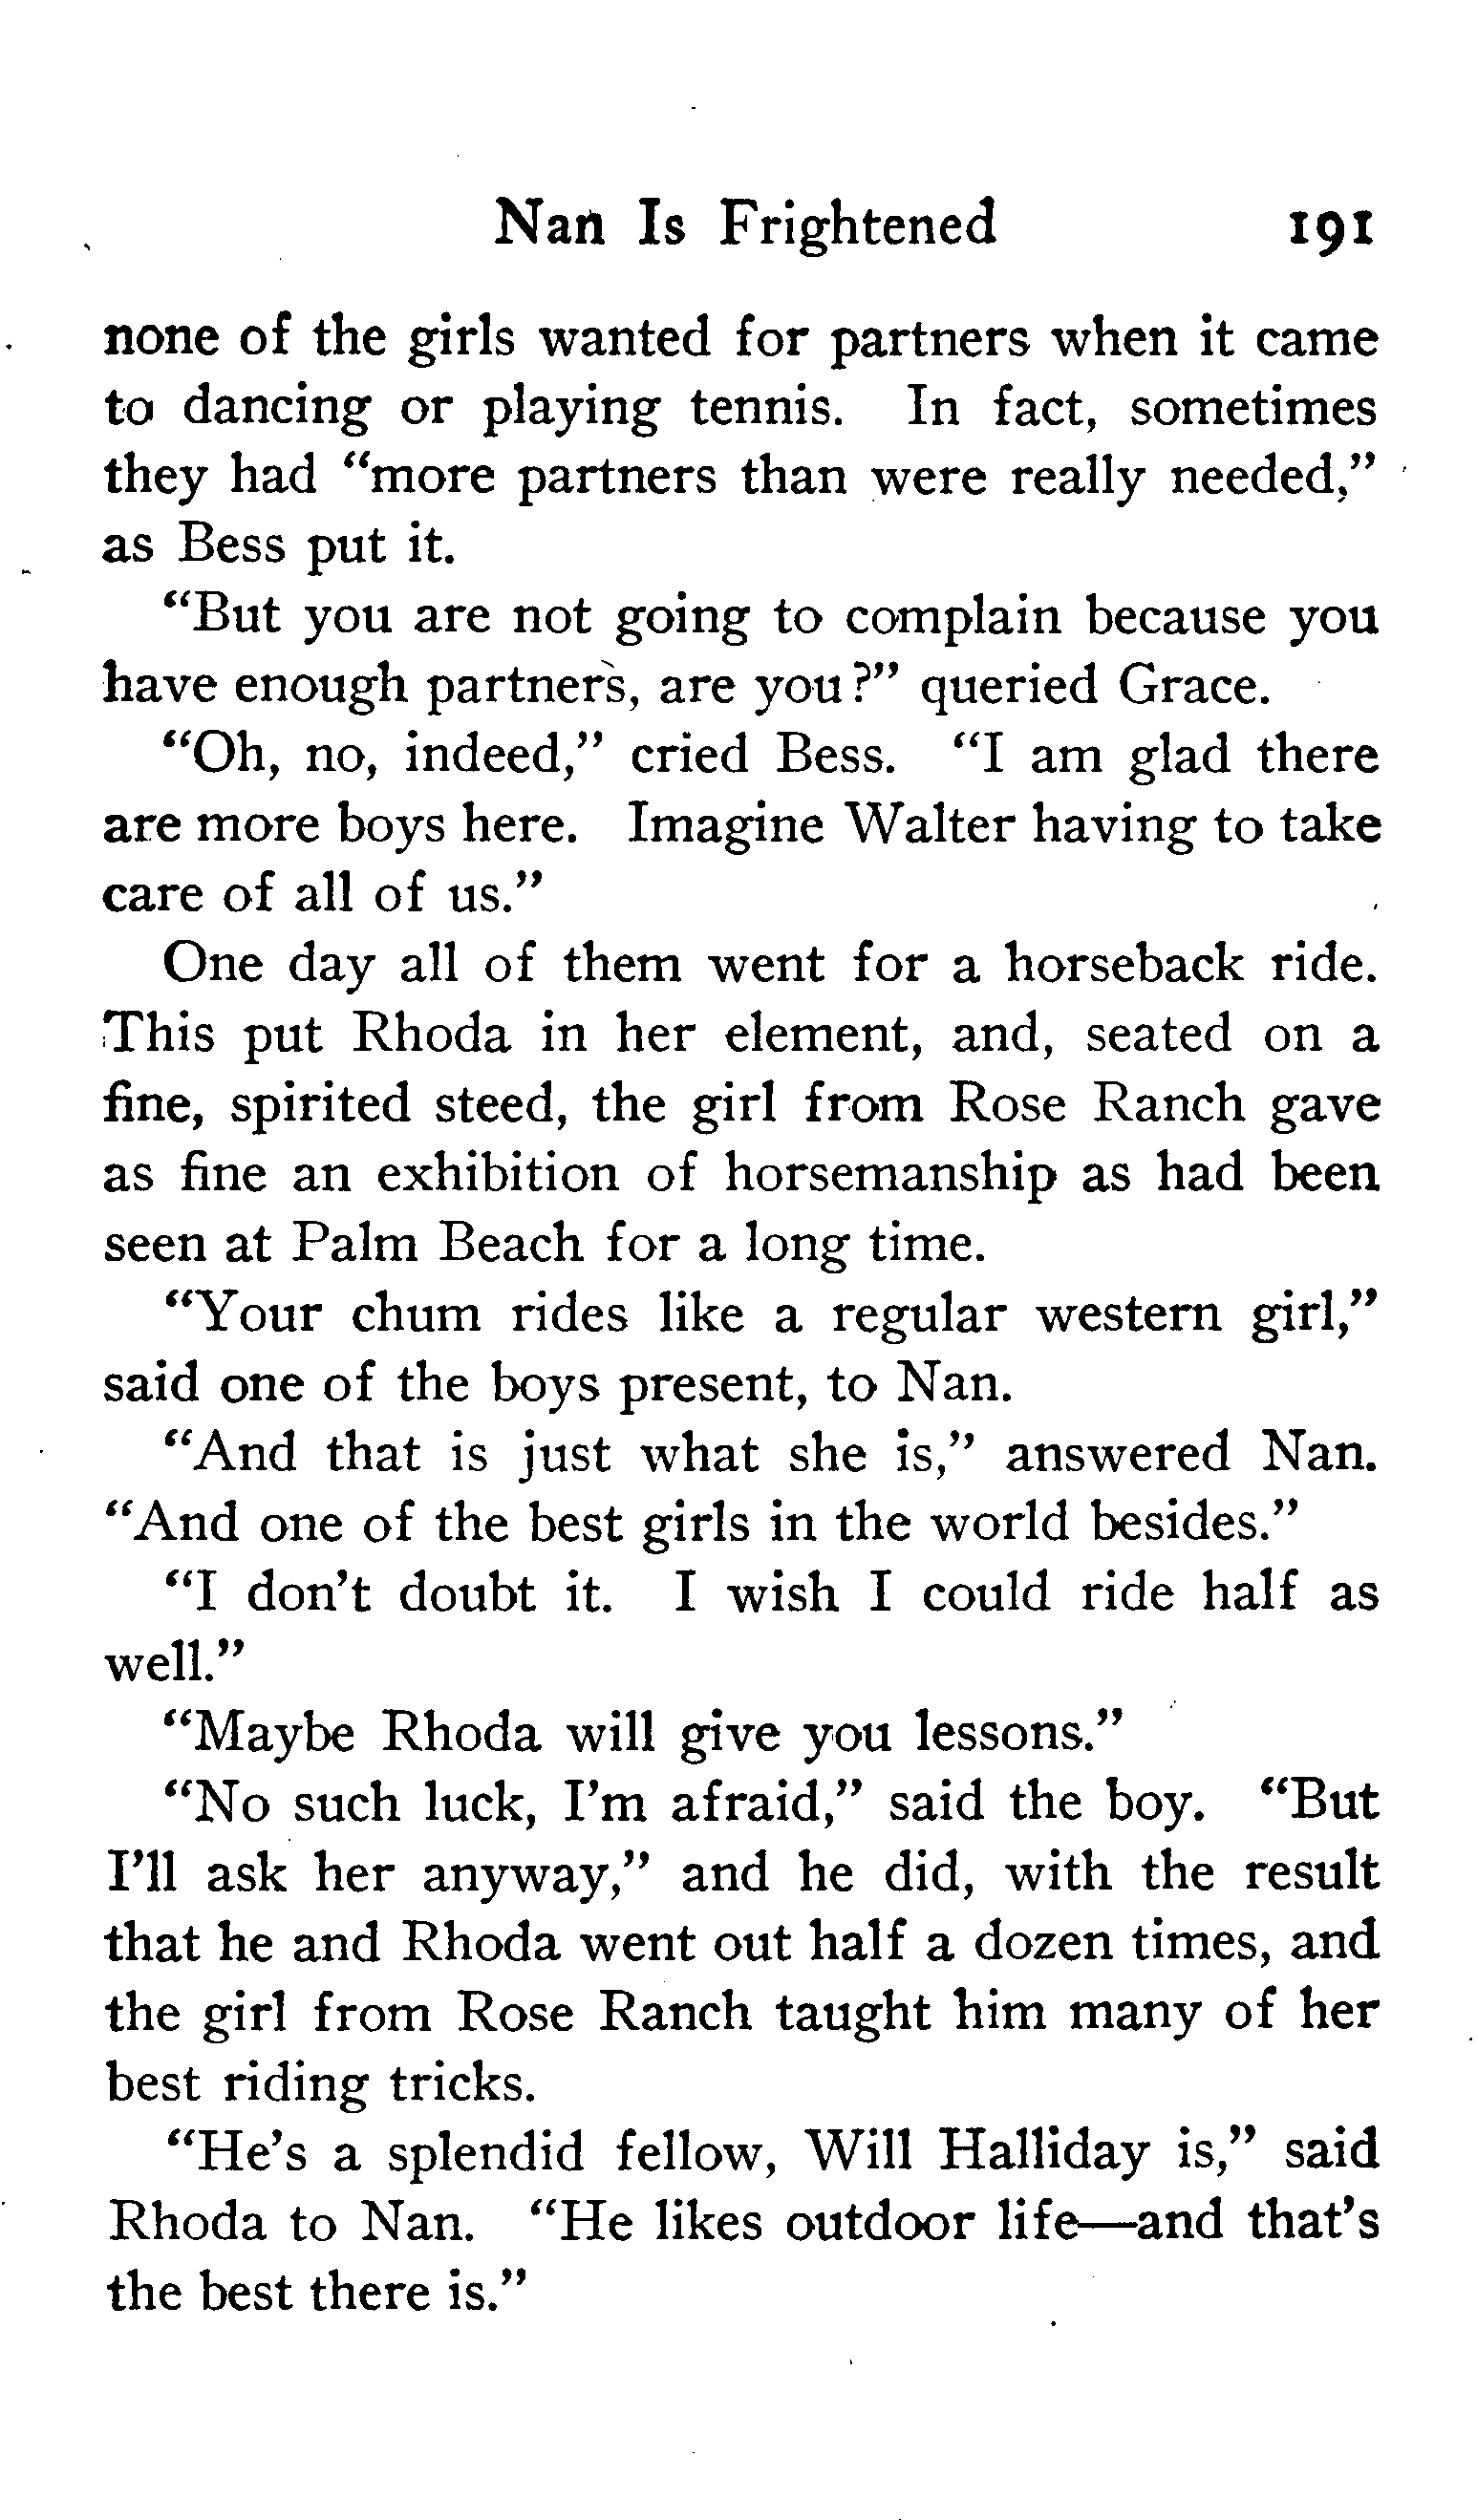 Nan Is Frightened 191
none of the girls wanted for partners when it came
to dancing or playing tennis. In fact, sometimes
they had “more partners than were really needed,”
as Bess put it.
“But you are not going to complain because you
have enough partners, are you?” queried Grace.
“Oh, no, indeed,” cried Bess. “I am glad there
are more boys here. Imagine Walter having to take
care of all of us.”
One day all of them went for a horseback ride.
This put Rhoda in her element, and, seated on a
fine, spirited steed, the girl from Rose Ranch gave
as fine an exhibition of horsemanship as had been
seen at Palm Beach for a long time.
“Your chum rides like a regular western girl,”
said one of the boys present, to Nan.
“And that is just what she is,” answered Nan.
“And one of the best girls in the world besides.”
“I don’t doubt it. I wish I could ride half as
well.”
“Maybe Rhoda will give you lessons.”
“No such luck, I’m afraid,” said the boy. “But
I’ll ask her anyway,” and he did, with the result
that he and Rhoda went out half a dozen times, and
the girl from Rose Ranch taught him many of her
best riding tricks.
“He’s a splendid fellow, Will Halliday is,” said
Rhoda to Nan. “He likes outdoor life—and that’s
the best there is.”